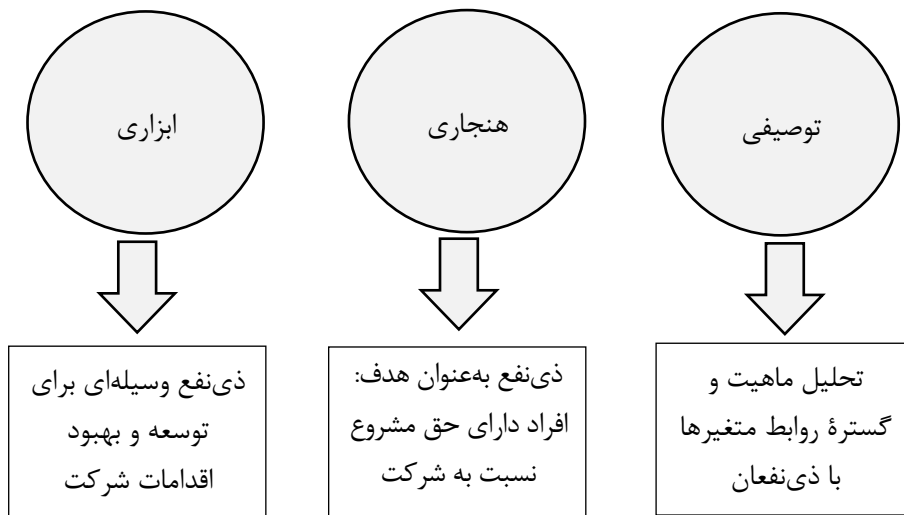 توصیفی
هنجاری
ابزاری
تحلیل ماهیت و
گسترۀ روابط متغیرها
با ذی‌نفعان
ذی‌نفع به‌عنوان هدف:
افراد دارای حق مشروع
نسبت به شرکت
ذی‌نفع وسیله‌ای برای
توسعه و بهبود
اقدامات شرکت